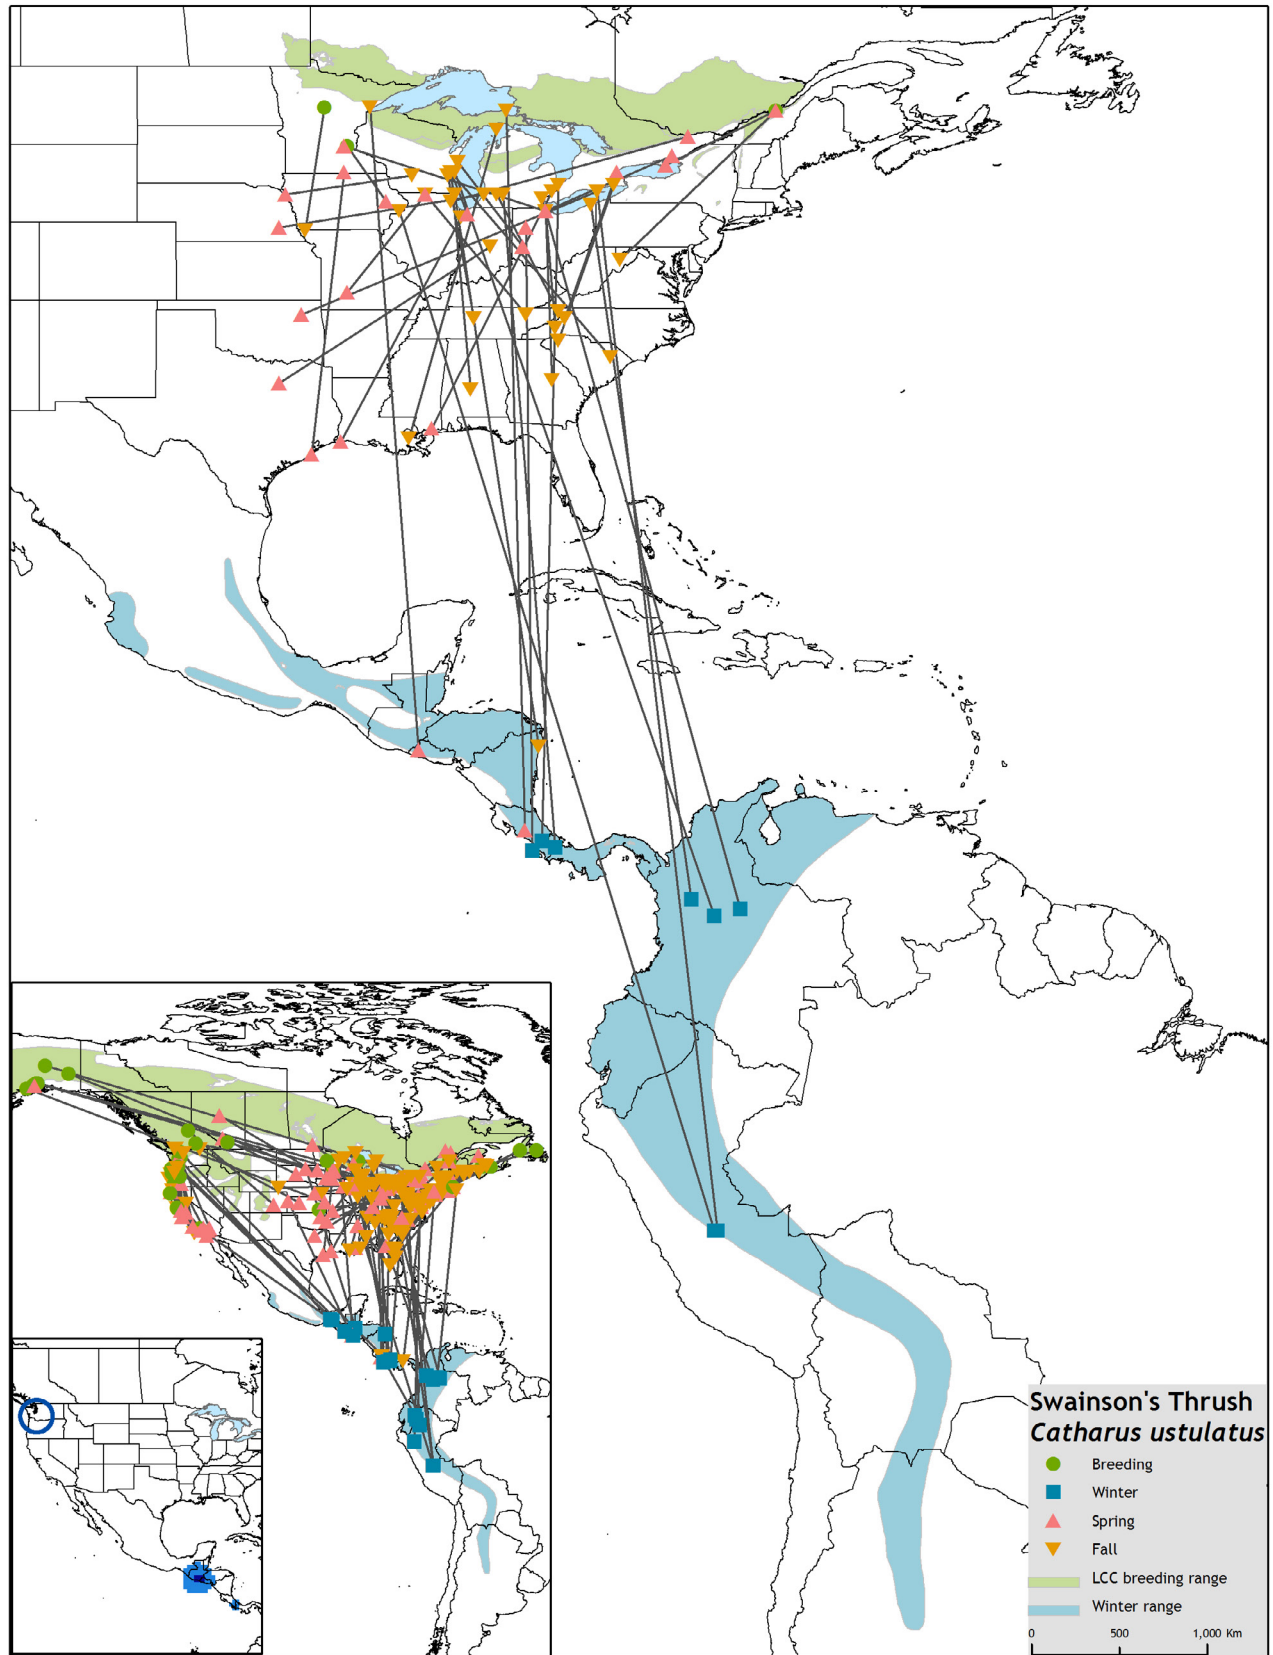 Swainson's Thrush
Catharus ustulatus
Breeding
Winter
Spring
Fall
LCC breeding range
Winter range
0 500 1,000 Km